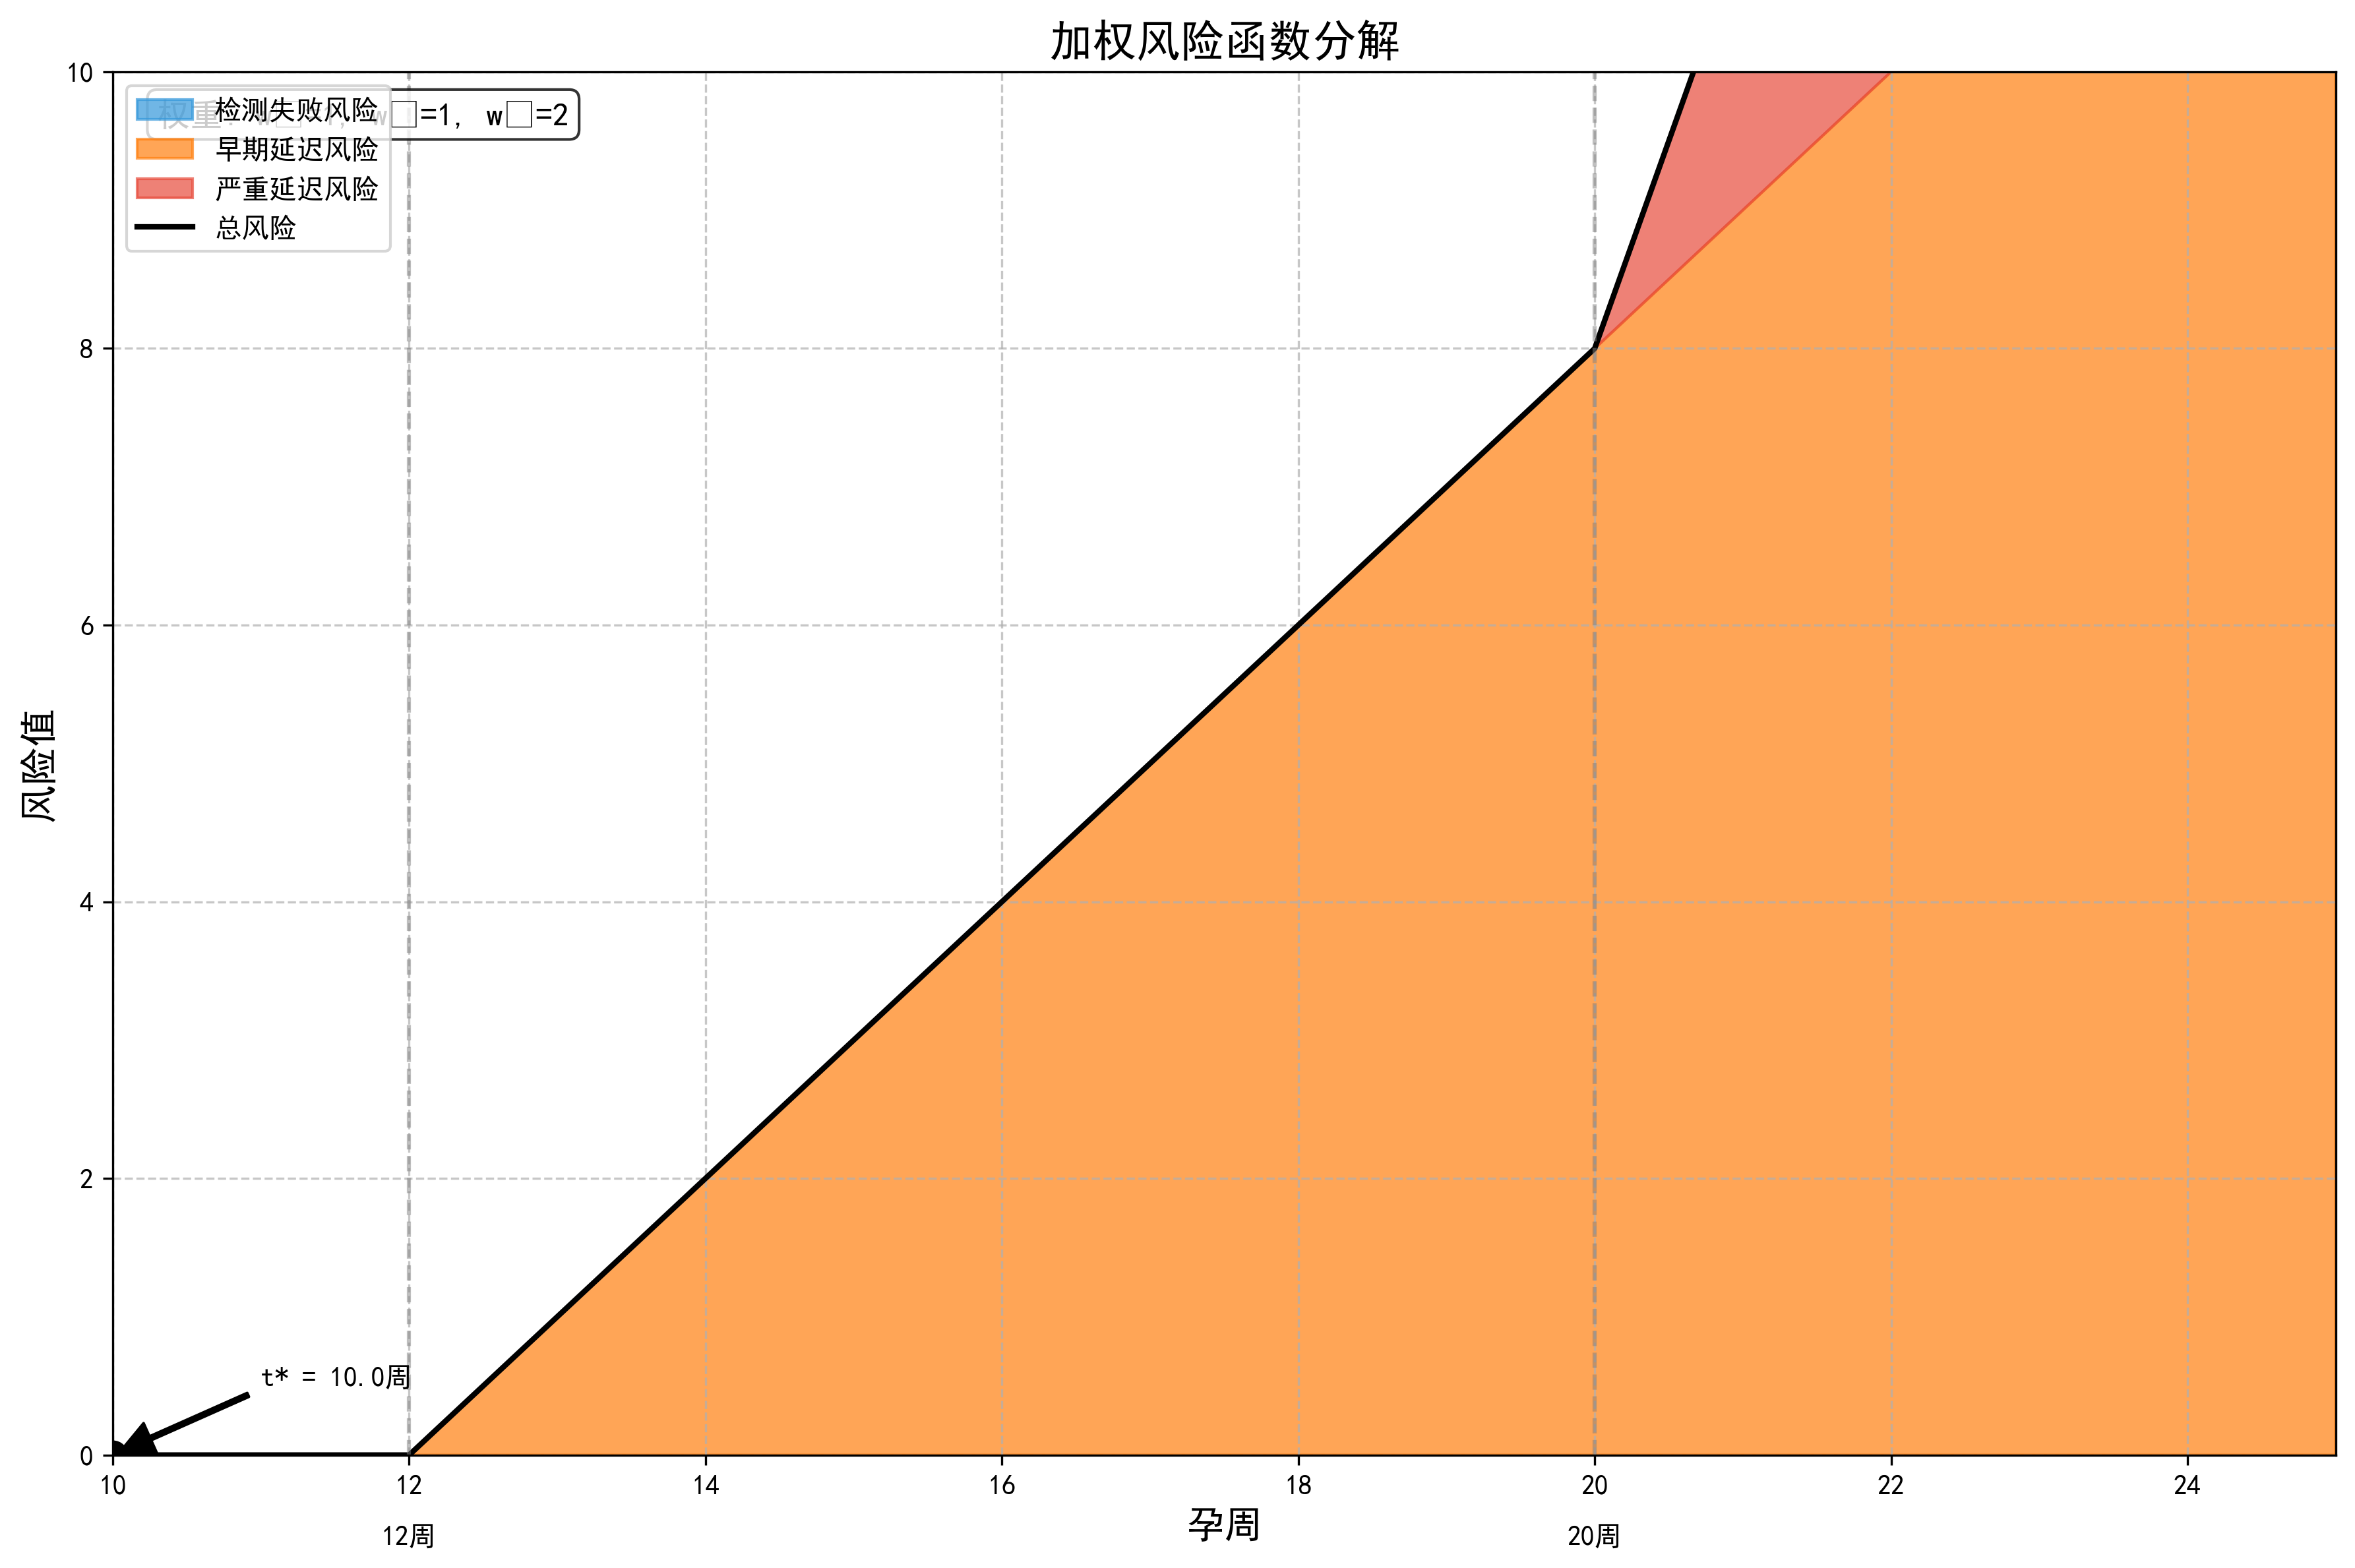 加权风险函数分解
10
8
6
4
2
0
风险值
检测失败风险
早期延迟风险
严重延迟风险
总风险
权重: w□=1, w□=1, w□=2
t* = 10.0周
10 12 14 16 18 20 22 24
12周 20周
孕周